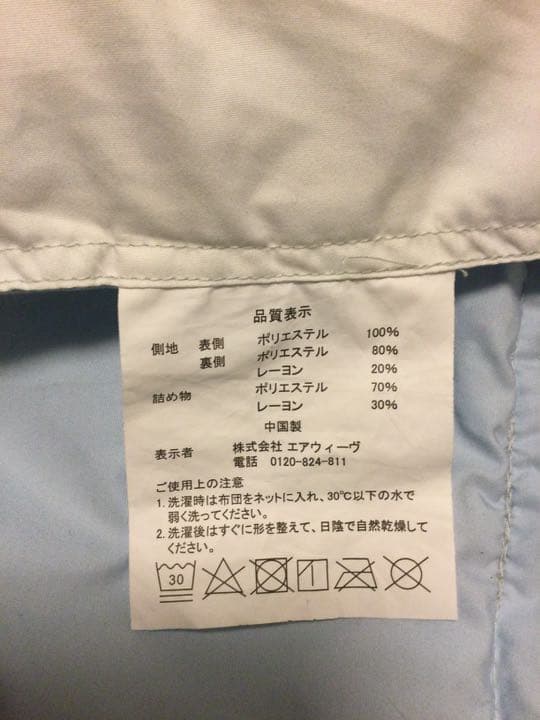 品質表示
側地 表側 ポリエステル 100%
裏側 ポリエステル 80%
レーヨン 20%
詰め物 ポリエステル 70%
レーヨン 30%
中国製
表示者 株式会社 エアウィーヴ
電話 0120-824-811
ご使用上の注意
1. 洗濯時は布団をネットに入れ、30℃以下の水で
弱く洗ってください。
2. 洗濯後はすぐに形を整えて、日陰で自然乾燥して
ください。
30